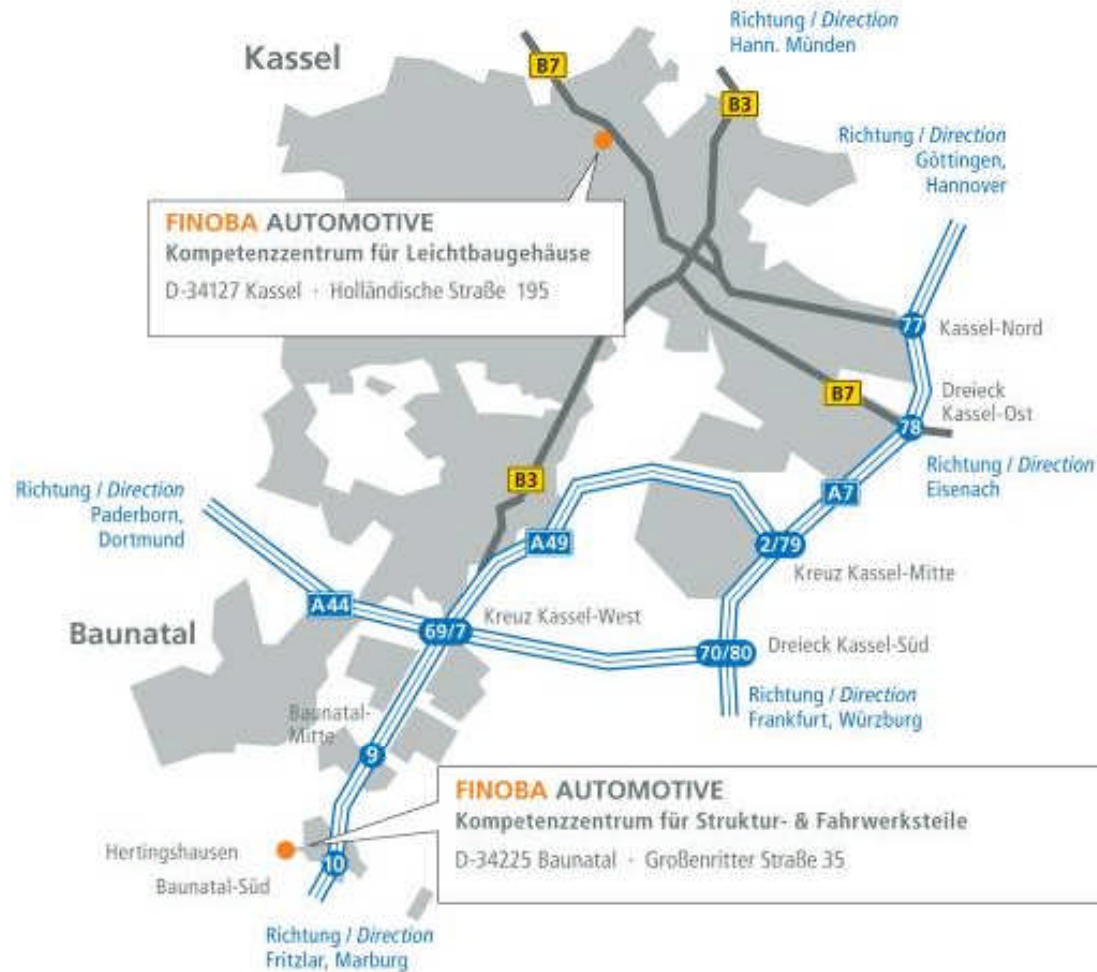 Richtung / Direction
Hann. Münden
Kassel
B7
B3
Richtung / Direction
Göttingen,
Hannover
FINOBA AUTOMOTIVE
Kompetenzzentrum für Leichtbaugehäuse
D-34127 Kassel · Holländische Straße 195
77
Kassel-Nord
Dreieck
Kassel-Ost
B7
78
Richtung / Direction
Eisenach
B3
A7
Richtung / Direction
Paderborn,
Dortmund
A49
2/79
Kreuz Kassel-Mitte
A44
Kreuz Kassel-West
69/7
Baunatal
Dreieck Kassel-Süd
70/80
Richtung / Direction
Frankfurt, Würzburg
Baunatal-
Mitte
9
FINOBA AUTOMOTIVE
Kompetenzzentrum für Struktur- & Fahrwerksteile
D-34225 Baunatal · Großenritter Straße 35
Hertingshausen
10
Baunatal-Süd
Richtung / Direction
Fritzlar, Marburg